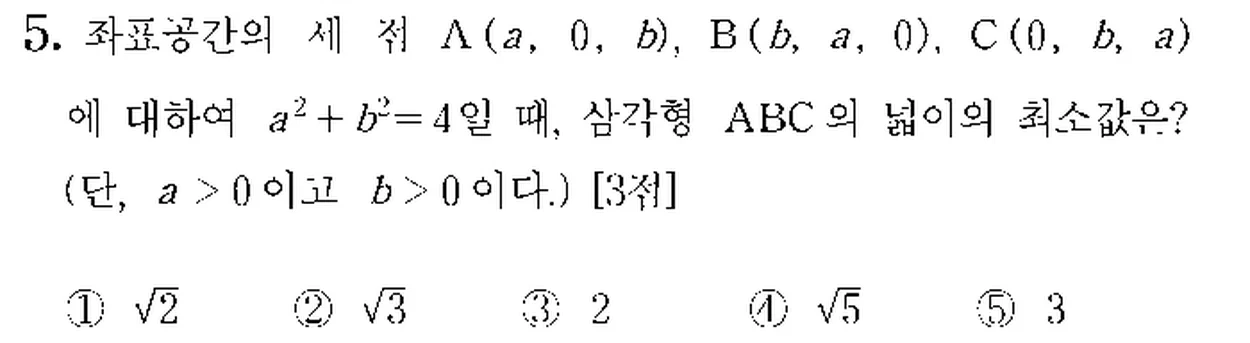 5. 좌표공간의 세 점 A(a, 0, b), B(b, a, 0), C(0, b, a)
에 대하여 a²+b²=4일 때, 삼각형 ABC의 넓이의 최소값은?
(단, a>0이고 b>0이다.) [3점]
① √2 ② √3 ③ 2 ④ √5 ⑤ 3